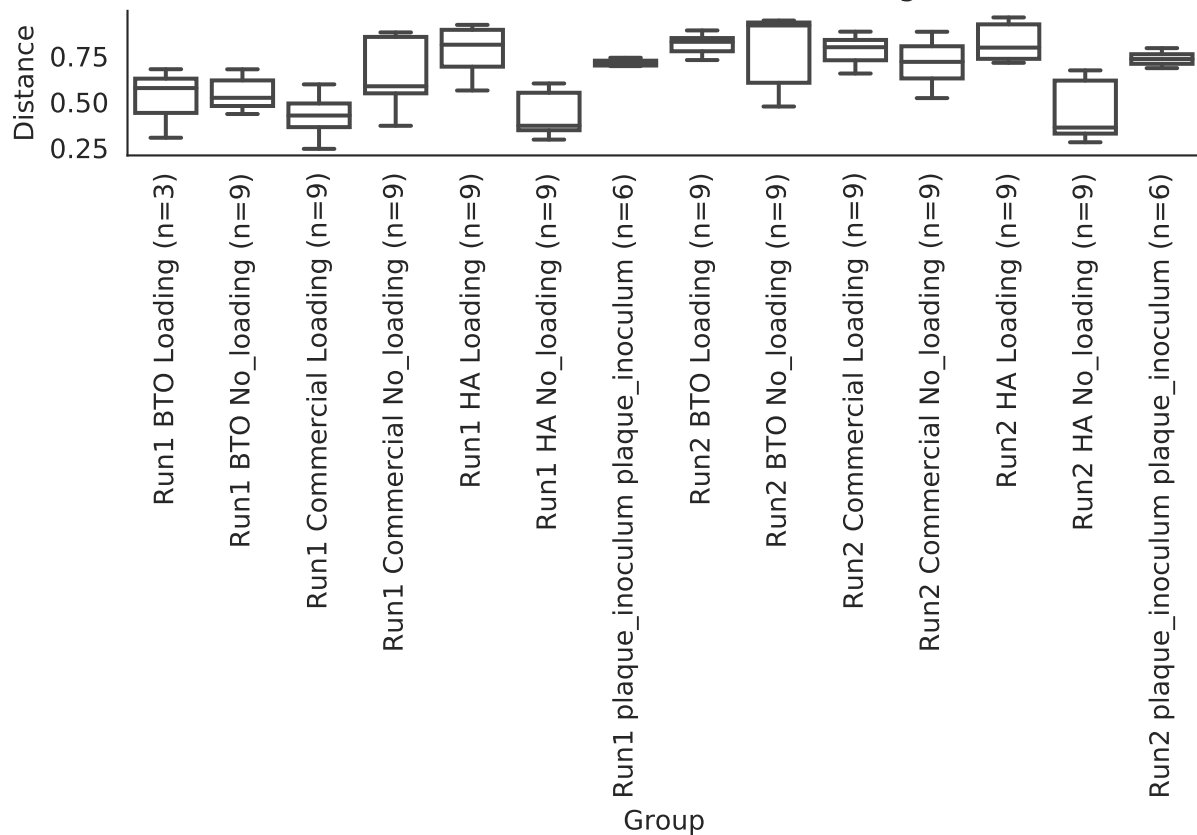 Distance
0.75
0.50
0.25
Run1 BTO Loading (n=3)
Run1 BTO No_loading (n=9)
Run1 Commercial Loading (n=9)
Run1 Commercial No_loading (n=9)
Run1 HA Loading (n=9)
Run1 HA No_loading (n=9)
Run1 plaque_inoculum plaque_inoculum (n=6)
Run2 BTO Loading (n=9)
Run2 BTO No_loading (n=9)
Run2 Commercial Loading (n=9)
Run2 Commercial No_loading (n=9)
Run2 HA Loading (n=9)
Run2 HA No_loading (n=9)
Run2 plaque_inoculum plaque_inoculum (n=6)
Group